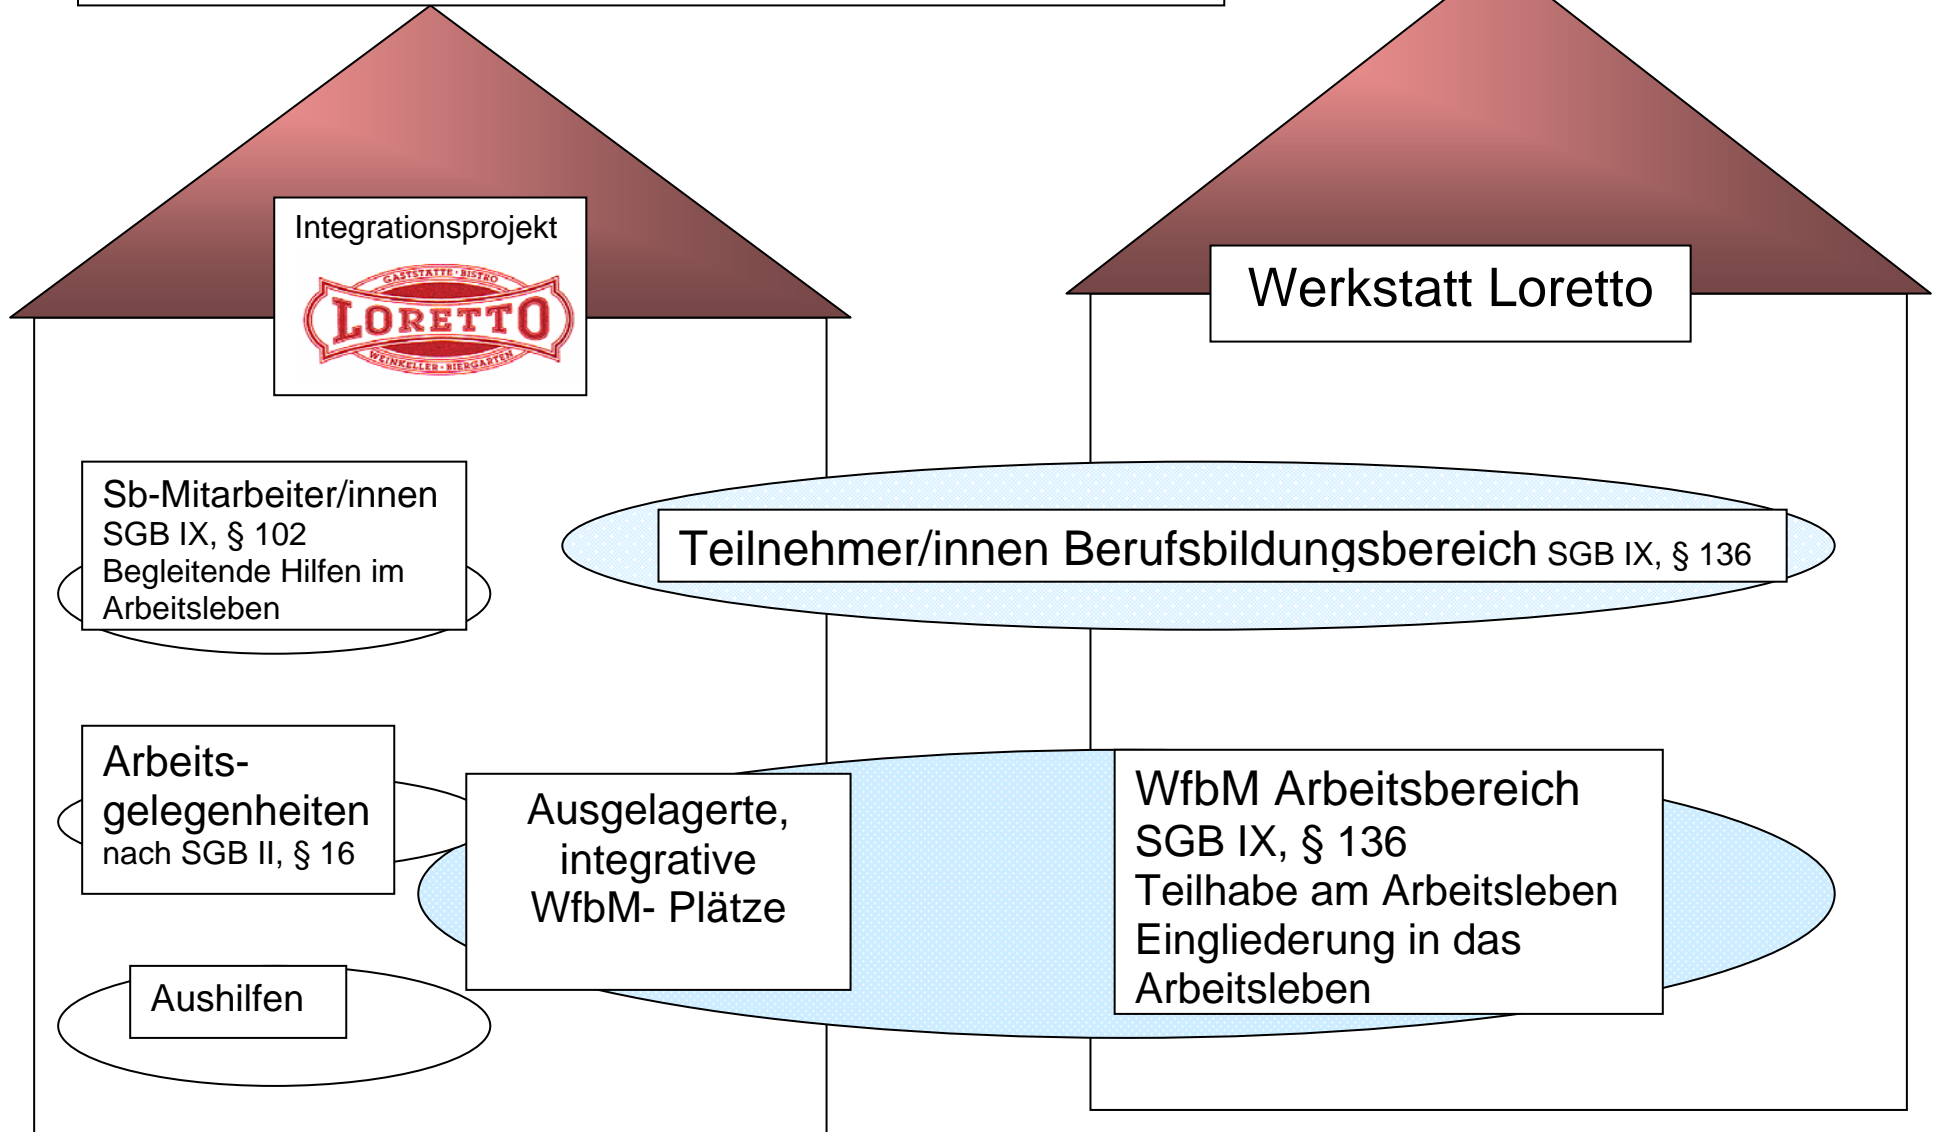 Integrationsprojekt
GASTSTÄTTE · BISTRO
LORETTO
WEINKELLER · BIERGARTEN
Werkstatt Loretto
Sb-Mitarbeiter/innen
SGB IX, § 102
Begleitende Hilfen im
Arbeitsleben
Teilnehmer/innen Berufsbildungsbereich SGB IX, § 136
Arbeits-
gelegenheiten
nach SGB II, § 16
Ausgelagerte,
integrative
WfbM- Plätze
WfbM Arbeitsbereich
SGB IX, § 136
Teilhabe am Arbeitsleben
Eingliederung in das
Arbeitsleben
Aushilfen